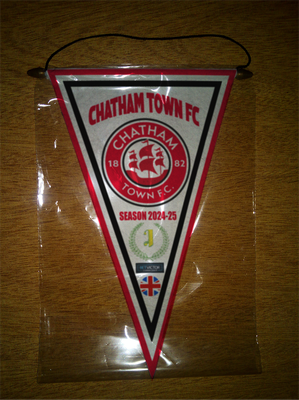 CHATHAM TOWN FC
CHATHAM
18 82
TOWN F.C.
SEASON 2024-25